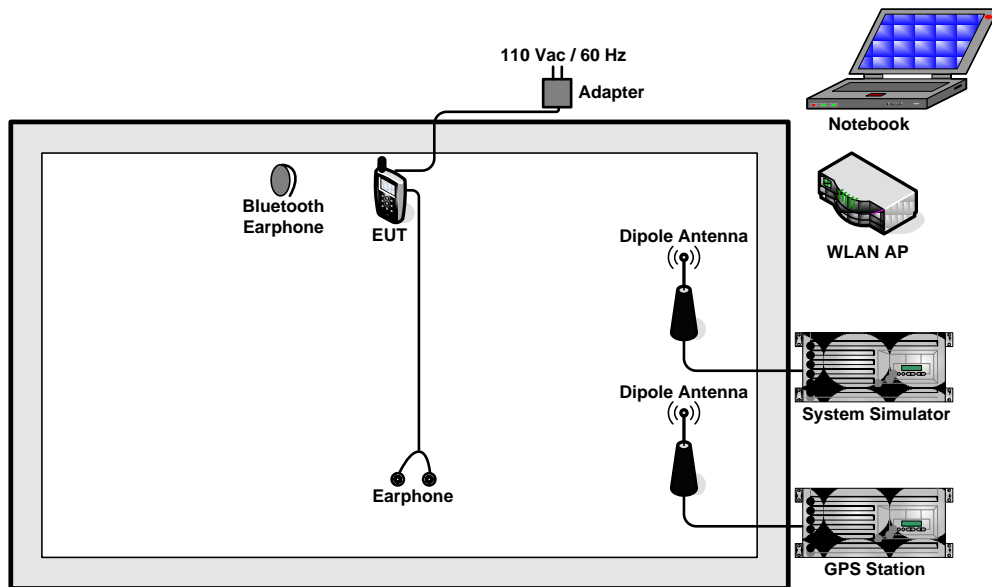 110 Vac / 60 Hz
Adapter
Notebook
Bluetooth
Earphone
EUT
WLAN AP
Dipole Antenna
System Simulator
Dipole Antenna
Earphone
GPS Station